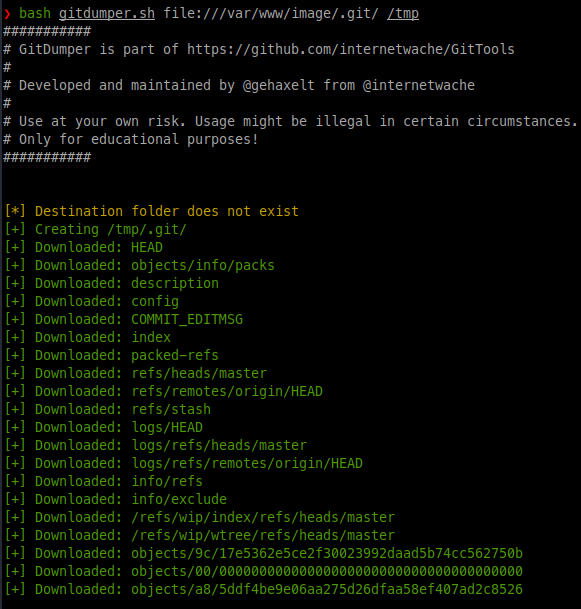 ❯ bash gitdumper.sh file:///var/www/image/.git/ /tmp
###########
# GitDumper is part of https://github.com/internetwache/GitTools
#
# Developed and maintained by @gehaxelt from @internetwache
#
# Use at your own risk. Usage might be illegal in certain circumstances.
# Only for educational purposes!
###########
[*] Destination folder does not exist
[+] Creating /tmp/.git/
[+] Downloaded: HEAD
[+] Downloaded: objects/info/packs
[+] Downloaded: description
[+] Downloaded: config
[+] Downloaded: COMMIT_EDITMSG
[+] Downloaded: index
[+] Downloaded: packed-refs
[+] Downloaded: refs/heads/master
[+] Downloaded: refs/remotes/origin/HEAD
[+] Downloaded: refs/stash
[+] Downloaded: logs/HEAD
[+] Downloaded: logs/refs/heads/master
[+] Downloaded: logs/refs/remotes/origin/HEAD
[+] Downloaded: info/refs
[+] Downloaded: info/exclude
[+] Downloaded: /refs/wip/index/refs/heads/master
[+] Downloaded: /refs/wip/wtree/refs/heads/master
[+] Downloaded: objects/9c/17e5362e5ce2f30023992daad5b74cc562750b
[+] Downloaded: objects/00/00000000000000000000000000000000000000
[+] Downloaded: objects/a8/5ddf4be9e06aa275d26dfaa58ef407ad2c8526